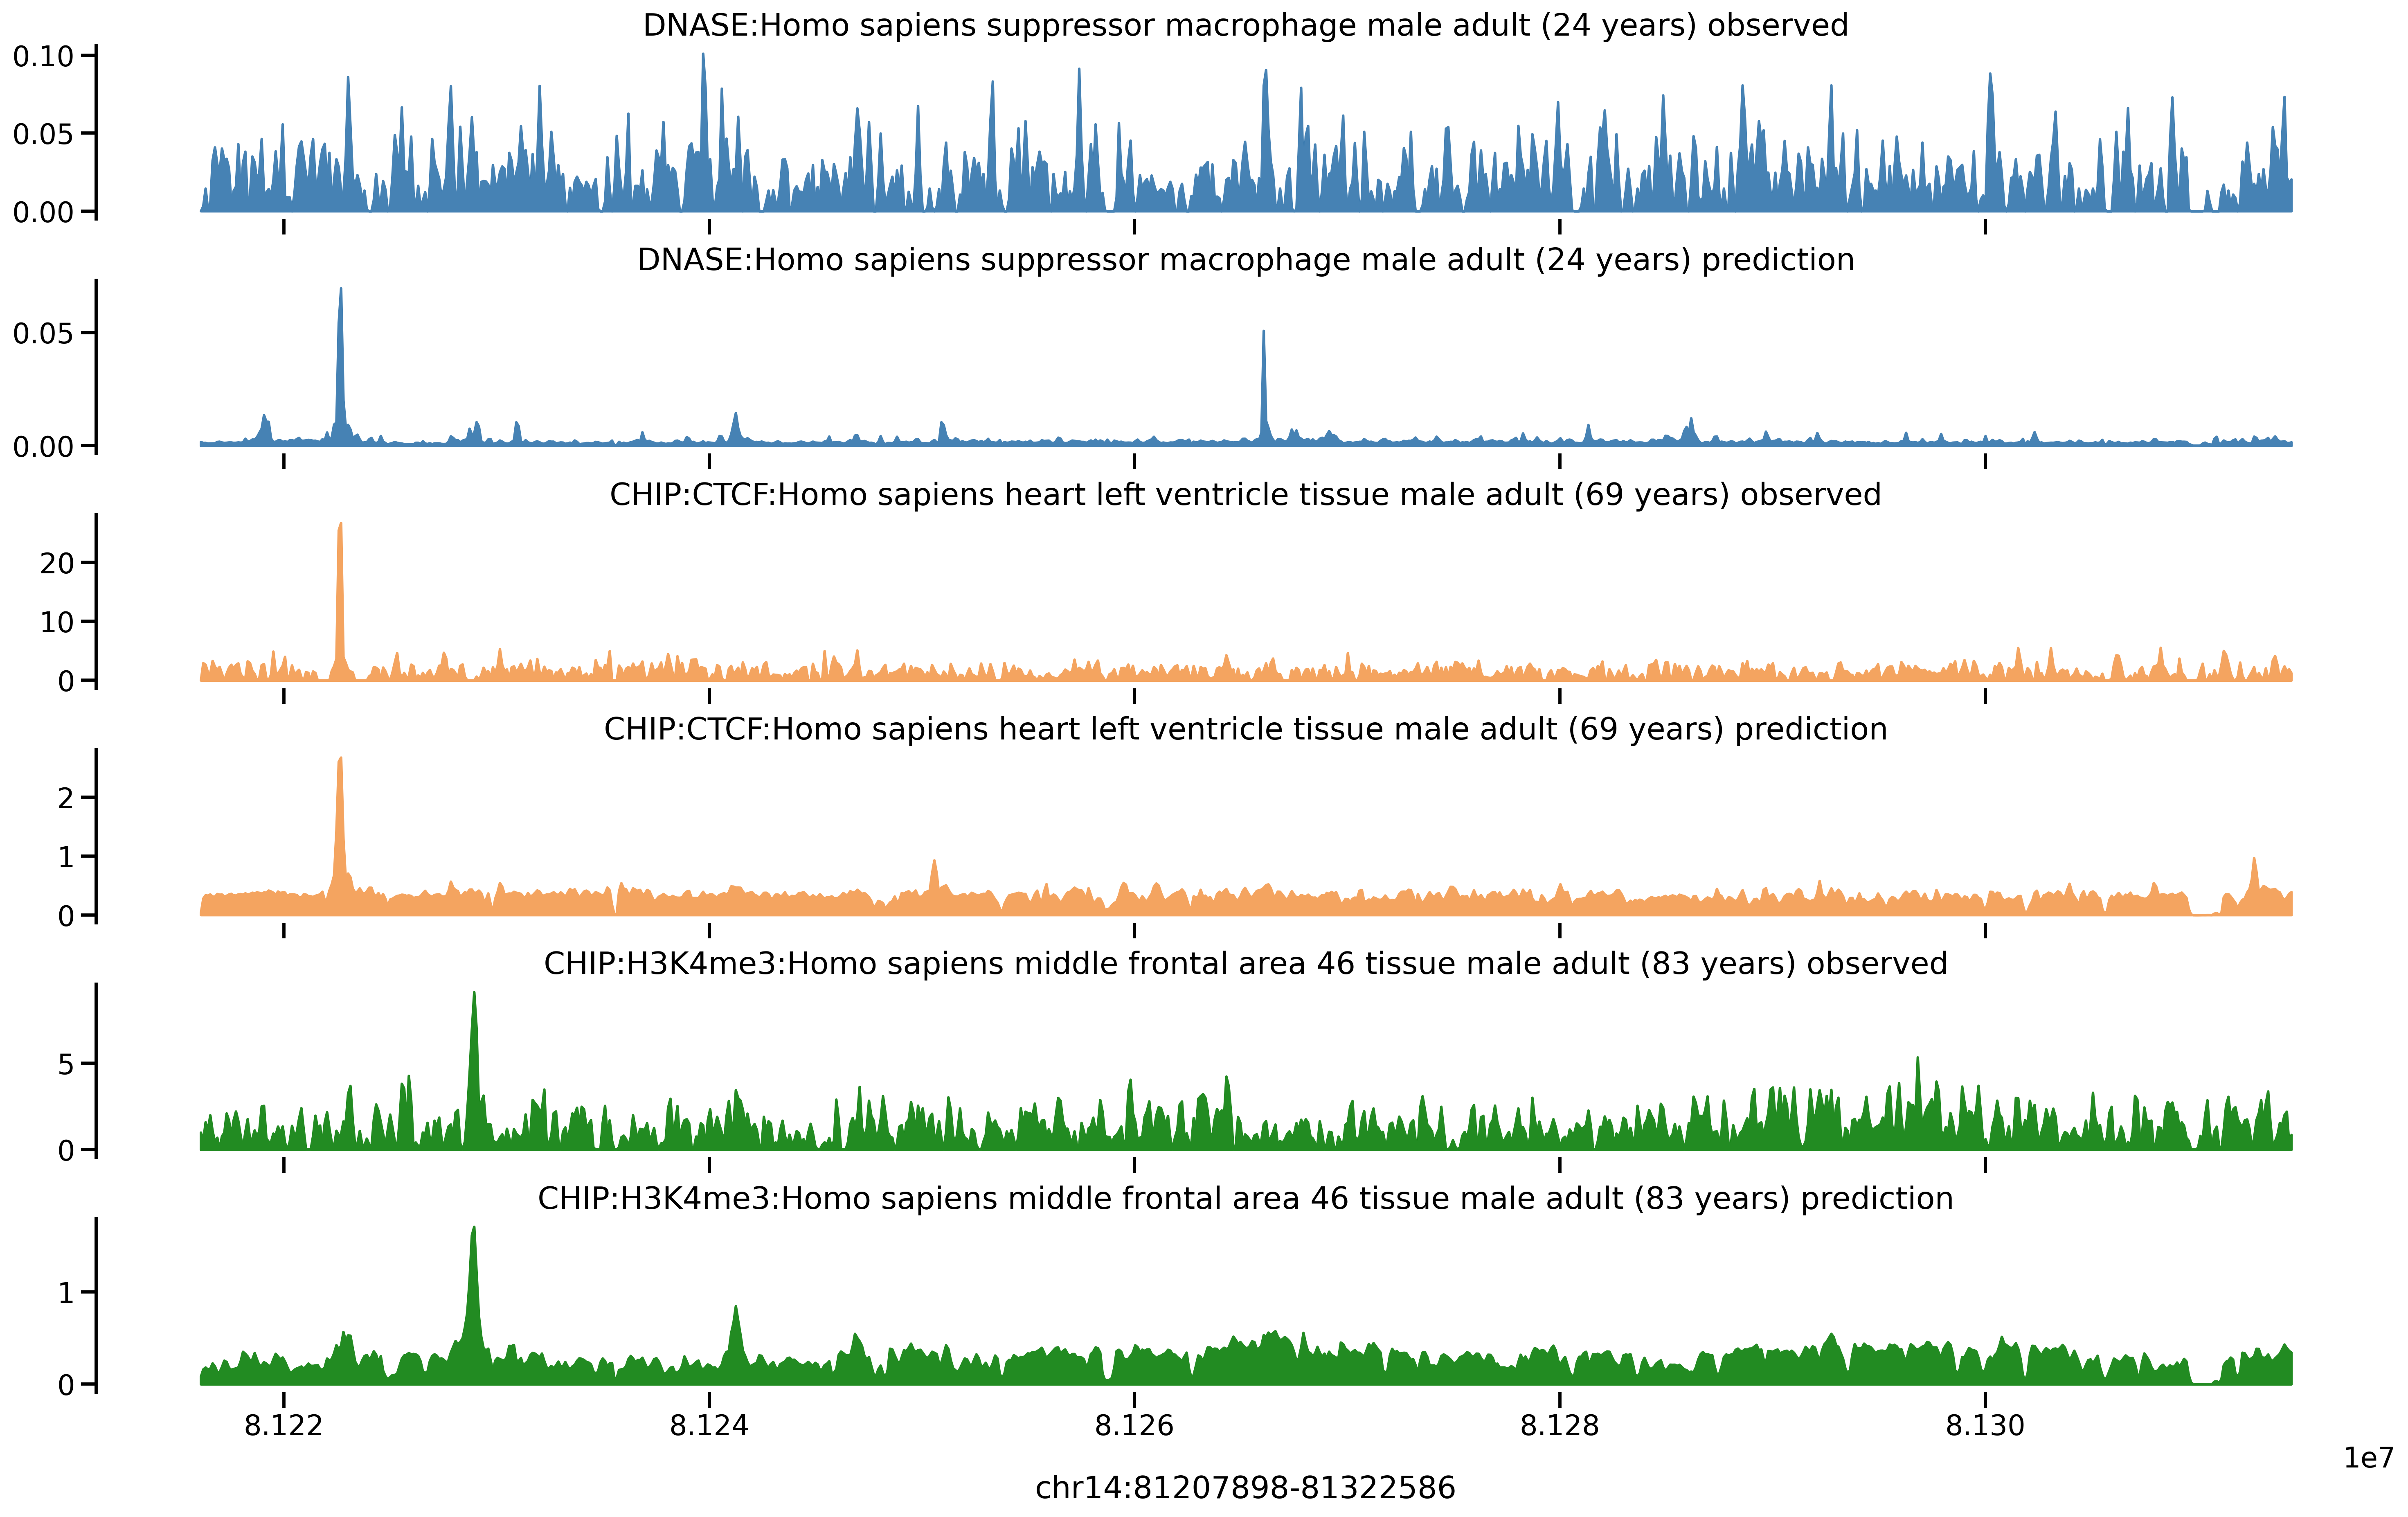 DNASE:Homo sapiens suppressor macrophage male adult (24 years) observed
0.10
0.05
0.00
DNASE:Homo sapiens suppressor macrophage male adult (24 years) prediction
0.05
0.00
CHIP:CTCF:Homo sapiens heart left ventricle tissue male adult (69 years) observed
20
10
0
CHIP:CTCF:Homo sapiens heart left ventricle tissue male adult (69 years) prediction
2
1
0
CHIP:H3K4me3:Homo sapiens middle frontal area 46 tissue male adult (83 years) observed
5
0
CHIP:H3K4me3:Homo sapiens middle frontal area 46 tissue male adult (83 years) prediction
1
0
8.122 8.124 8.126 8.128 8.130
1e7
chr14:81207898-81322586